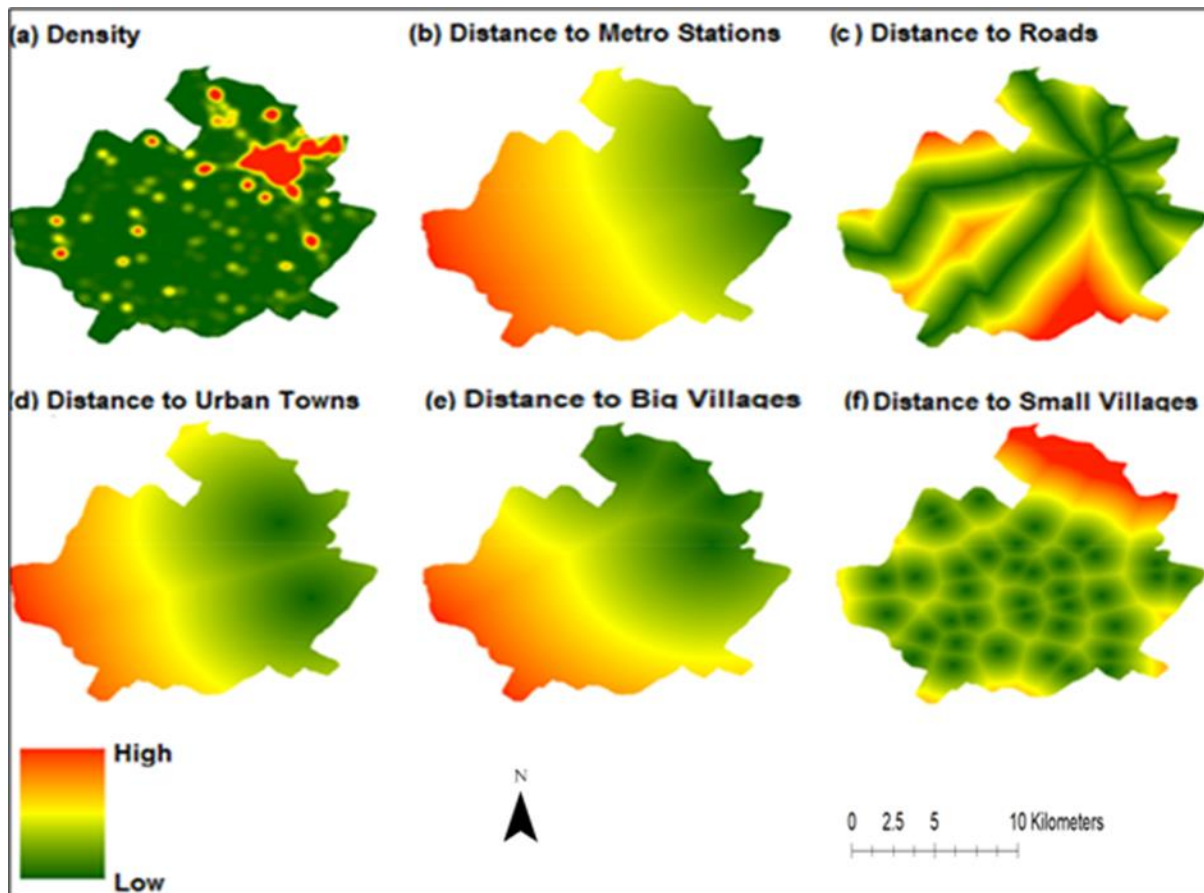 (a) Density
(b) Distance to Metro Stations
(c) Distance to Roads
(d) Distance to Urban Towns
(e) Distance to Big Villages
(f) Distance to Small Villages
High
Low
N
0 2.5 5 10 Kilometers